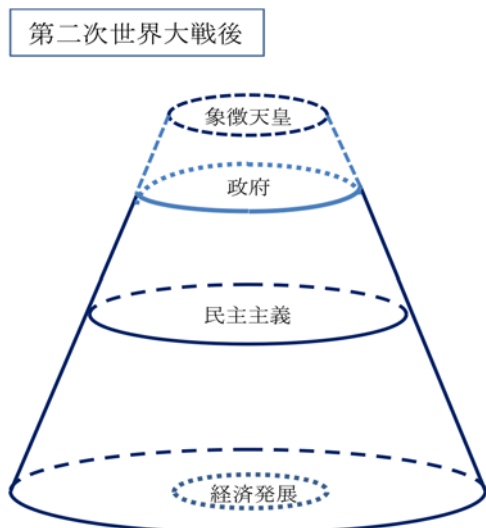 第二次世界大戦後
象徴天皇
政府
民主主義
経済発展